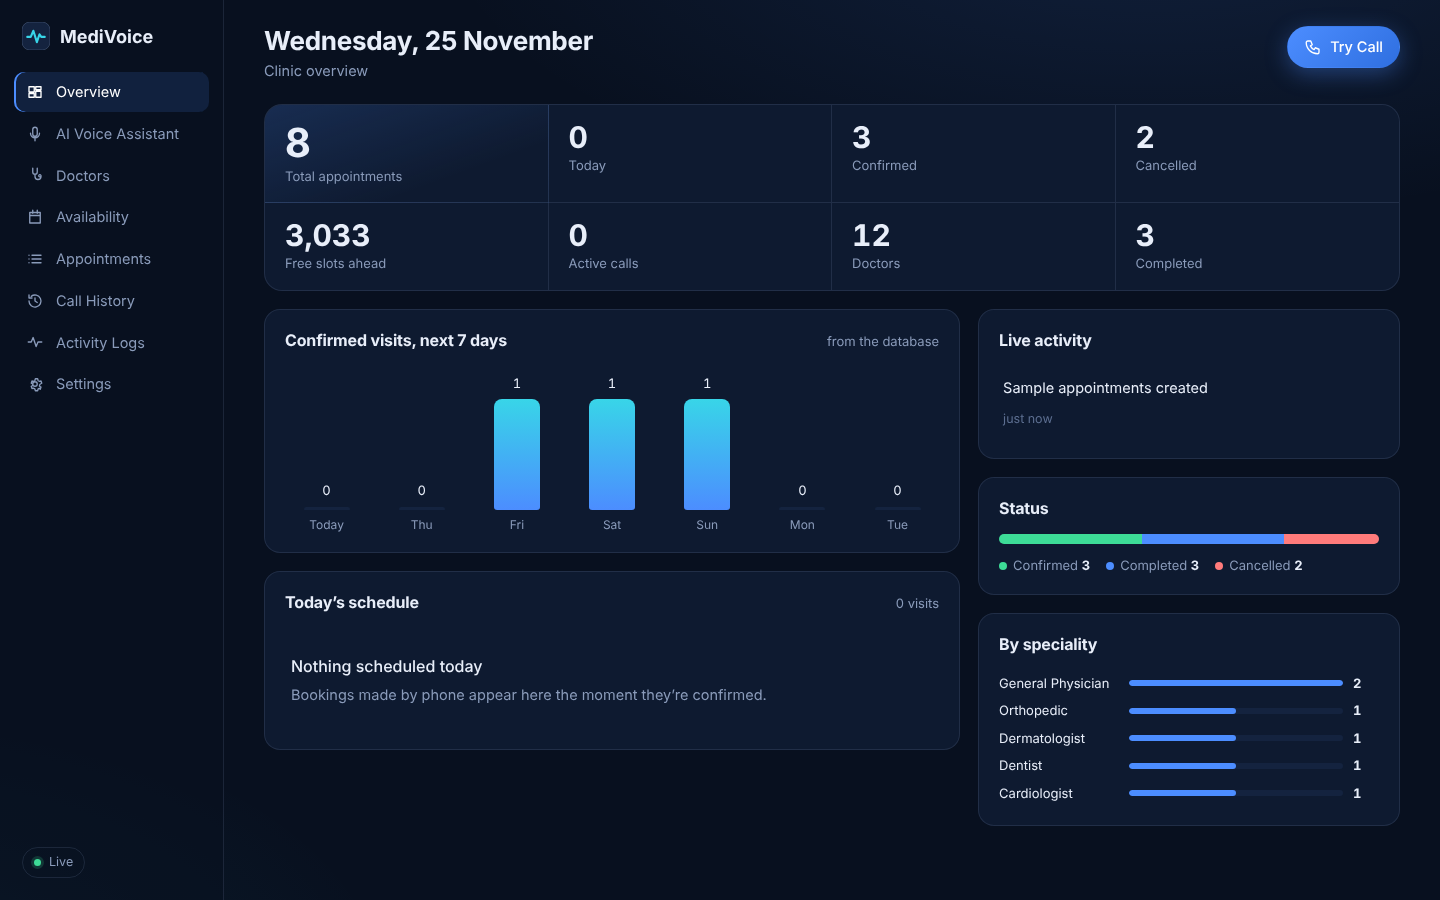 MediVoice
Overview
AI Voice Assistant
Doctors
Availability
Appointments
Call History
Activity Logs
Settings
Live
Wednesday, 25 November
Clinic overview
Try Call
8
Total appointments
0
Today
3
Confirmed
2
Cancelled
3,033
Free slots ahead
0
Active calls
12
Doctors
3
Completed
Confirmed visits, next 7 days
from the database
1 1 1
0 0 0 0
Today Thu Fri Sat Sun Mon Tue
Today’s schedule
0 visits
Nothing scheduled today
Bookings made by phone appear here the moment they’re confirmed.
Live activity
Sample appointments created
just now
Status
Confirmed 3 Completed 3 Cancelled 2
By speciality
General Physician 2
Orthopedic 1
Dermatologist 1
Dentist 1
Cardiologist 1